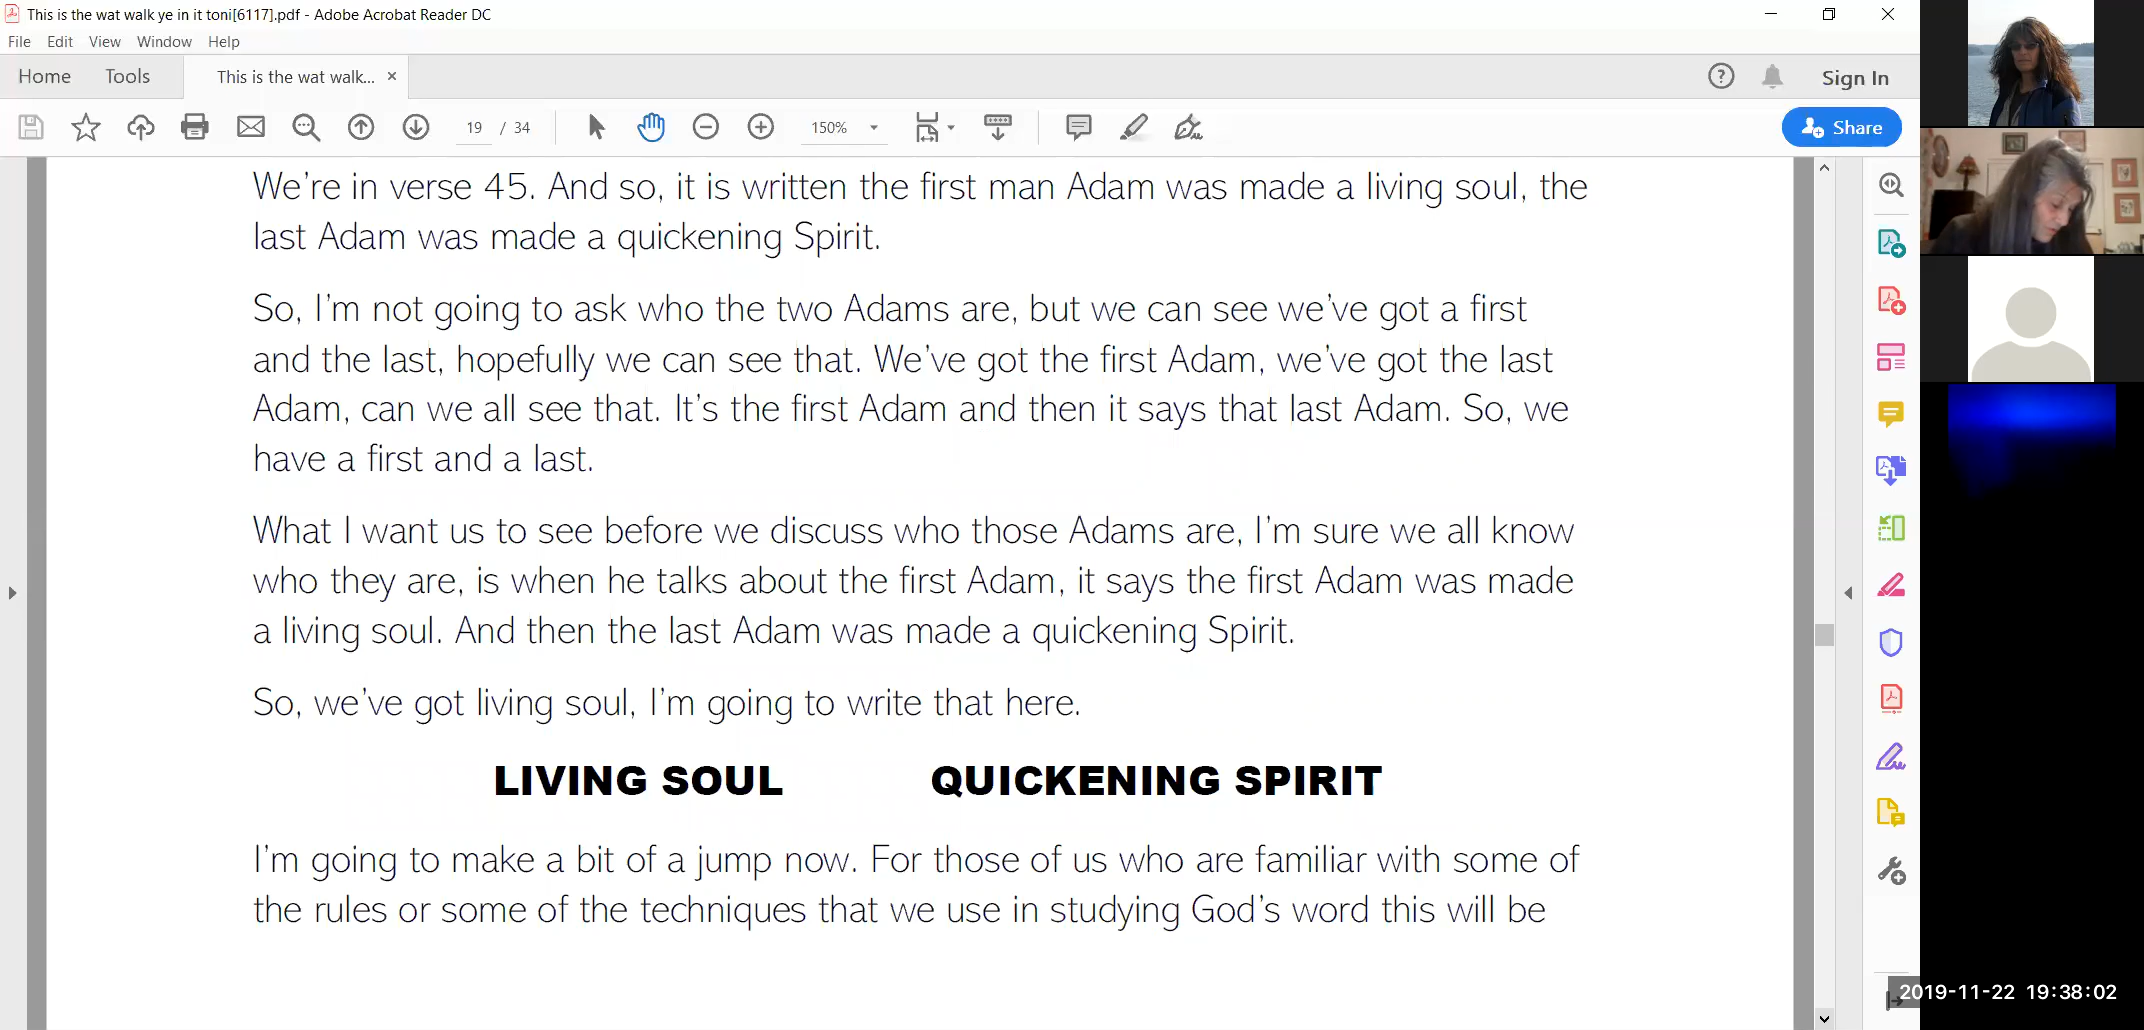 This is the wat walk ye in it toni[6117].pdf - Adobe Acrobat Reader DC
File Edit View Window Help
Home Tools This is the wat walk... × Sign In
19 / 34 150% Share
We're in verse 45. And so, it is written the first man Adam was made a living soul, the
last Adam was made a quickening Spirit.
So, I'm not going to ask who the two Adams are, but we can see we've got a first
and the last, hopefully we can see that. We've got the first Adam, we've got the last
Adam, can we all see that. It's the first Adam and then it says that last Adam. So, we
have a first and a last.
What I want us to see before we discuss who those Adams are, I'm sure we all know
who they are, is when he talks about the first Adam, it says the first Adam was made
a living soul. And then the last Adam was made a quickening Spirit.
So, we've got living soul, I'm going to write that here.
LIVING SOUL QUICKENING SPIRIT
I'm going to make a bit of a jump now. For those of us who are familiar with some of
the rules or some of the techniques that we use in studying God's word this will be
2019-11-22 19:38:02